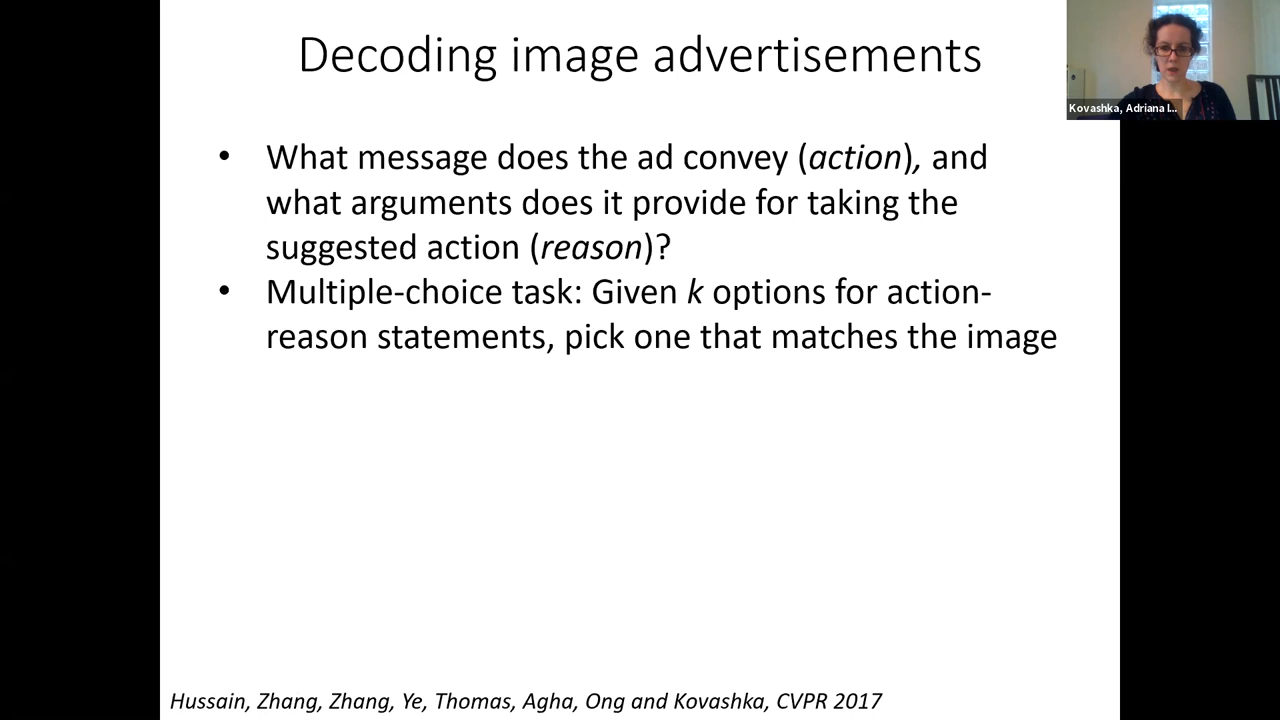 Decoding image advertisements
Kovashka, Adriana I...
• What message does the ad convey (action), and
what arguments does it provide for taking the
suggested action (reason)?
• Multiple-choice task: Given k options for action-
reason statements, pick one that matches the image
Hussain, Zhang, Zhang, Ye, Thomas, Agha, Ong and Kovashka, CVPR 2017